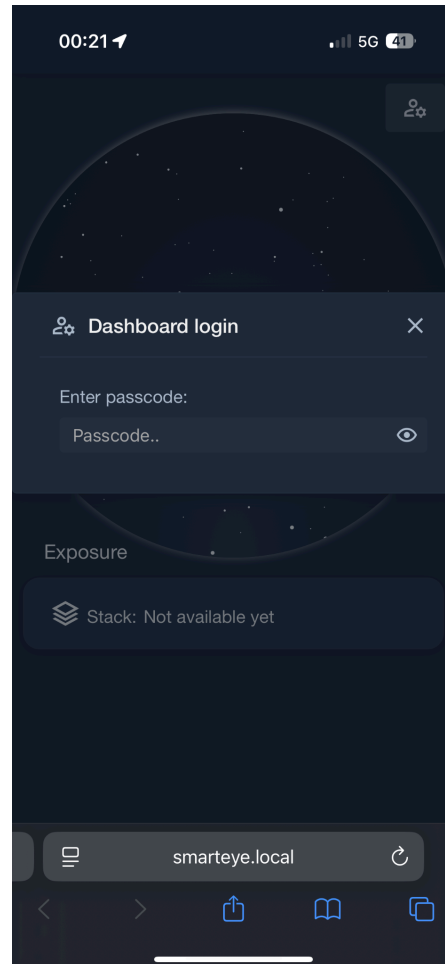 00:21
5G 41
Dashboard login
Enter passcode:
Passcode..
Exposure
Stack: Not available yet
smarteye.local